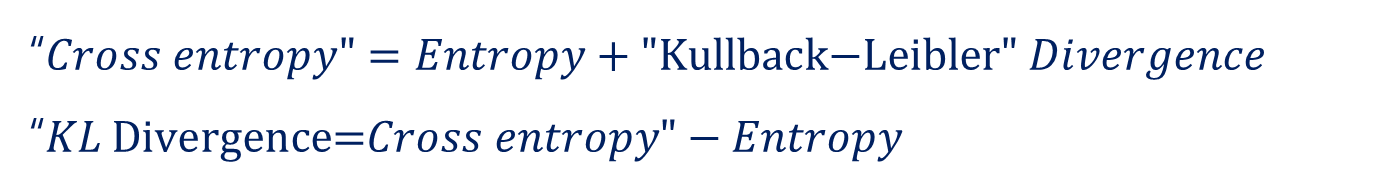 “Cross entropy" = Entropy + "Kullback−Leibler" Divergence
“KL Divergence=Cross entropy" − Entropy